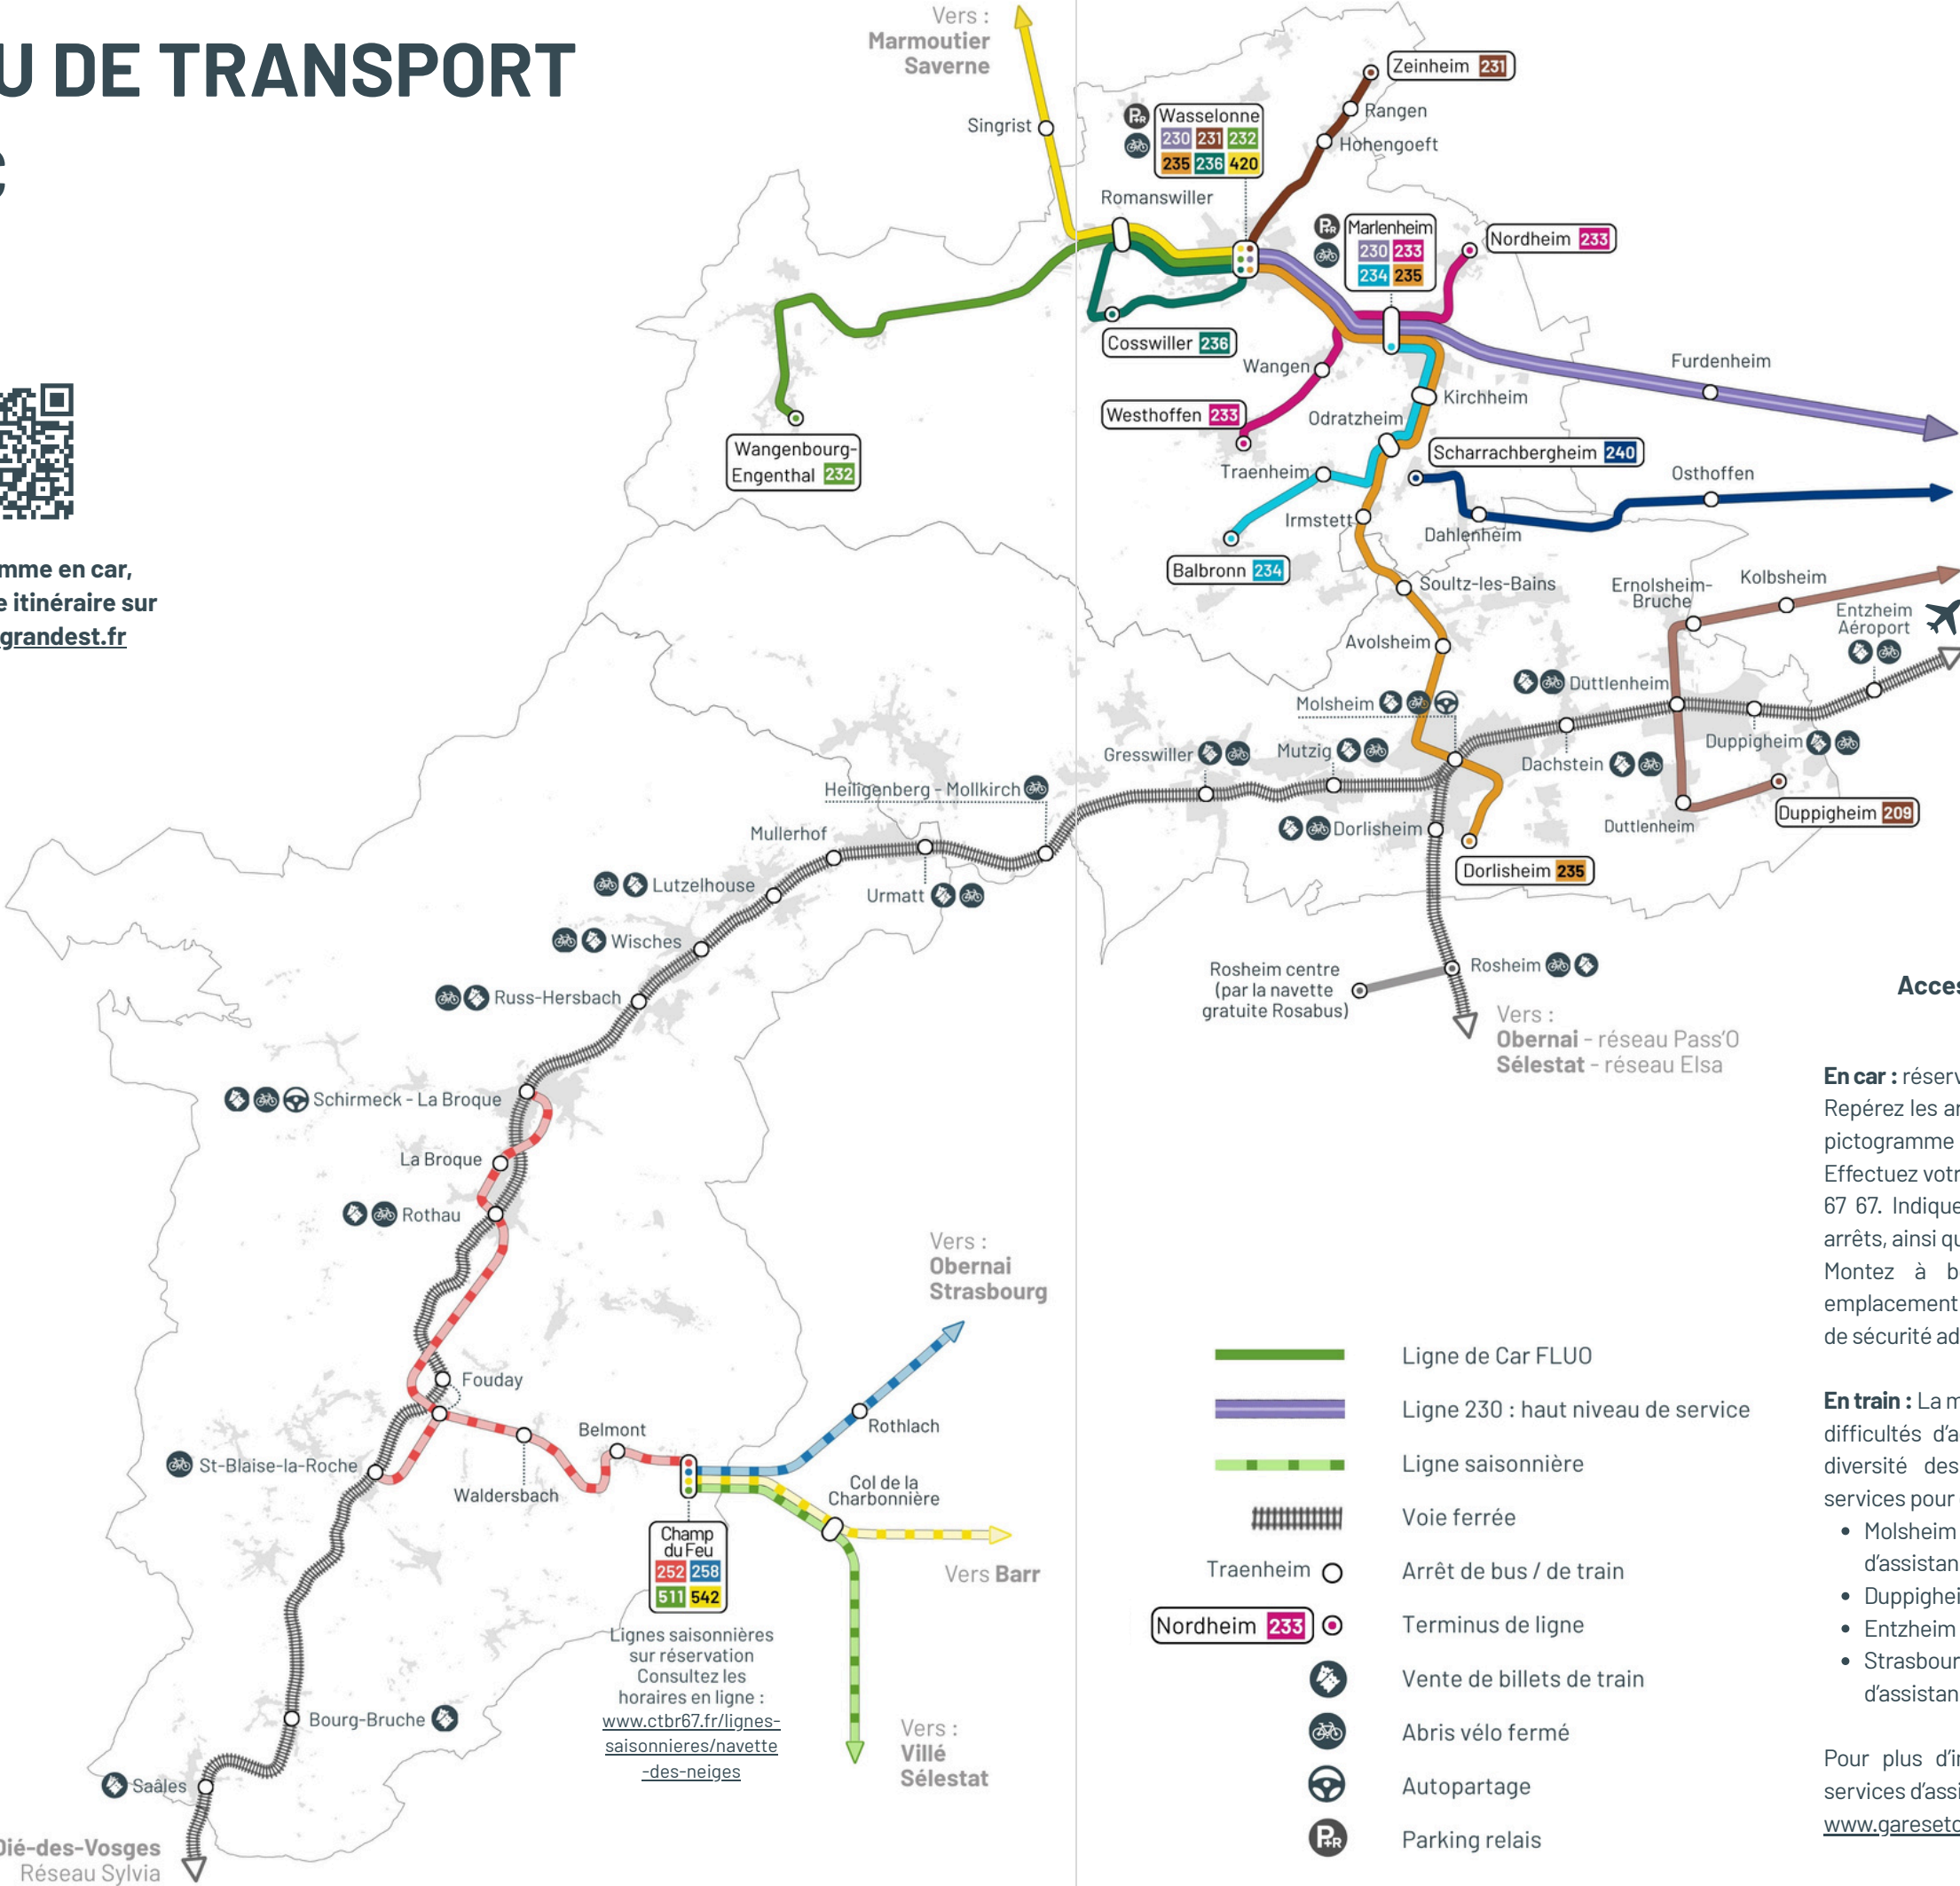 U DE TRANSPORT
mme en car,
e itinéraire sur
grandest.fr
Vers :
Marmoutier
Saverne
Singrist
Wasselonne
230 231 232
235 236 420
Romanswiller
Zeinheim 231
Rangen
Hohengoeft
Marlenheim
230 233
234 235
Nordheim 233
Cosswiller 236
Wangen
Westhoffen 233
Odratzheim
Kirchheim
Furdenheim
Wangenbourg-
Engenthal 232
Traenheim
Scharrachbergheim 240
Osthoffen
Irmstett
Dahlenheim
Balbronn 234
Soultz-les-Bains
Ernolsheim-
Bruche
Kolbsheim
Entzheim
Aéroport
Avolsheim
Molsheim
Duttlenheim
Gresswiller
Mutzig
Dachstein
Duppigheim
Heiligenberg - Mollkirch
Mullerhof
Dorlisheim
Duttlenheim
Duppigheim 209
Lutzelhouse
Urmatt
Dorlisheim 235
Wisches
Russ-Hersbach
Rosheim centre
(par la navette
gratuite Rosabus)
Rosheim
Vers :
Obernai - réseau Pass'O
Sélestat - réseau Elsa
Schirmeck - La Broque
La Broque
Rothau
Vers :
Obernai
Strasbourg
Fouday
Belmont
Rothlach
St-Blaise-la-Roche
Waldersbach
Col de la
Charbonnière
Champ
du Feu
252 258
511 542
Vers Barr
Lignes saisonnières
sur réservation
Consultez les
horaires en ligne :
www.ctbr67.fr/lignes-
saisonnieres/navette
-des-neiges
Vers :
Villé
Sélestat
Bourg-Bruche
Saâles
Dié-des-Vosges
Réseau Sylvia
Ligne de Car FLUO
Ligne 230 : haut niveau de service
Ligne saisonnière
Voie ferrée
Traenheim
Arrêt de bus / de train
Nordheim 233
Terminus de ligne
Vente de billets de train
Abris vélo fermé
Autopartage
P+R
Parking relais
Acces
En car : réserv
Repérez les ar
pictogramme
Effectuez votr
67 67. Indique
arrêts, ainsi qu
Montez à b
emplacement
de sécurité ad
En train : La m
difficultés d'a
diversité des
services pour
• Molsheim
d'assistan
• Duppighei
• Entzheim
• Strasbour
d'assistan
Pour plus d'i
services d'assi
www.garesetc